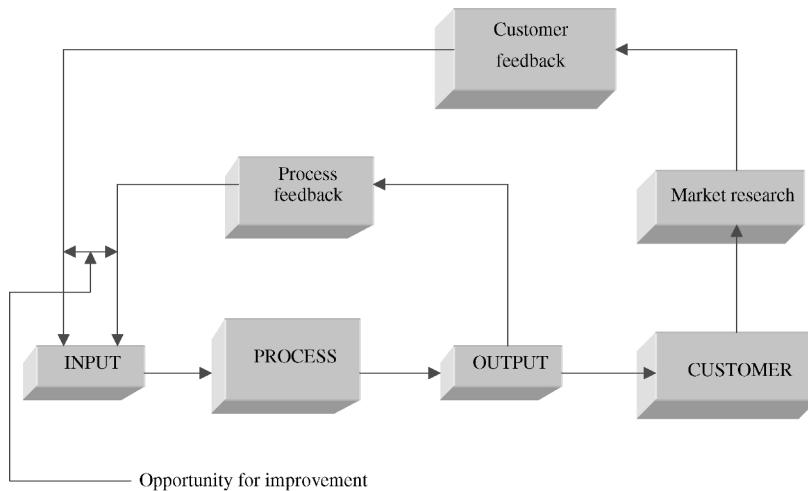 Customer
feedback
Process
feedback
Market research
INPUT
PROCESS
OUTPUT
CUSTOMER
Opportunity for improvement